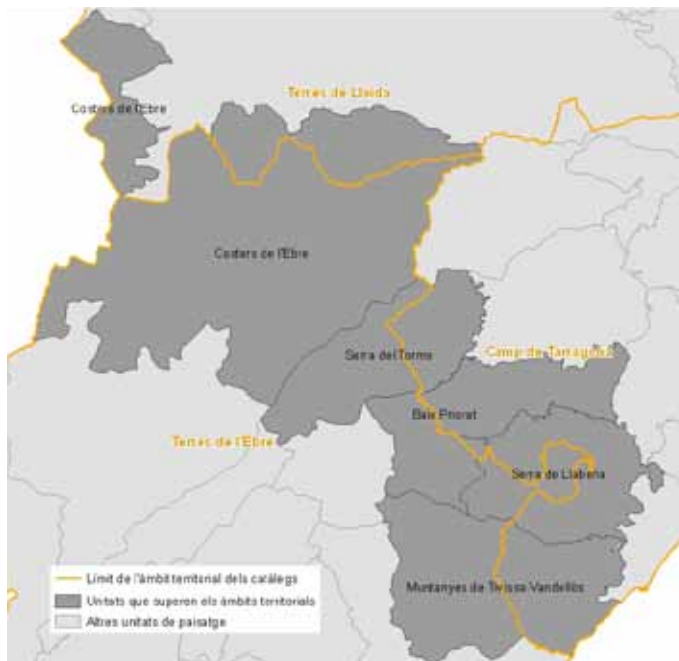 Terres de Lleida
Costers de l'Ebre
Costers de l'Ebre
Serra del Torms
Camp de Tarragona
Baix Priorat
Terres de l'Ebre
Serra de Llaberia
Muntanyes de Tivissa-Vandellòs
Límit de l'àmbit territorial dels catàlegs
Unitats que superen els àmbits territorials
Altres unitats de paisatge